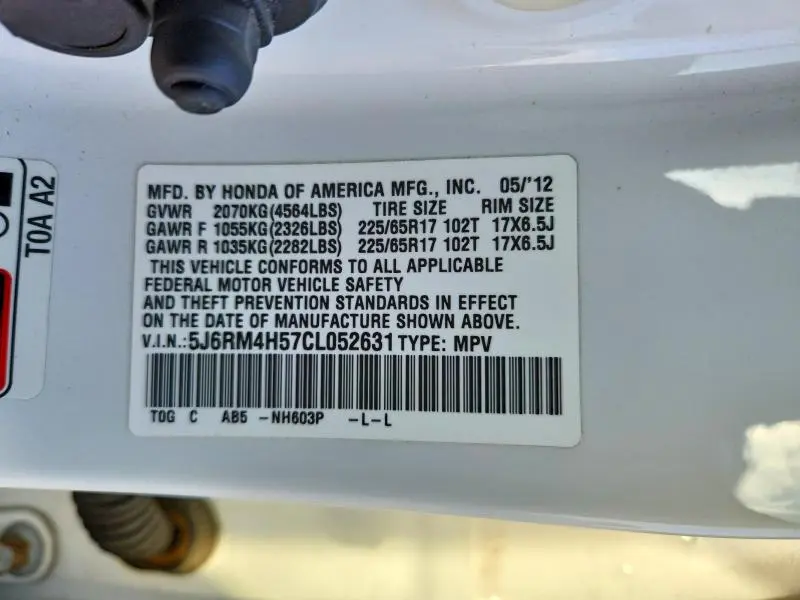 MFD. BY HONDA OF AMERICA MFG., INC. 05/'12
GVWR 2070KG(4564LBS) TIRE SIZE RIM SIZE
GAWR F 1055KG(2326LBS) 225/65R17 102T 17X6.5J
GAWR R 1035KG(2282LBS) 225/65R17 102T 17X6.5J
THIS VEHICLE CONFORMS TO ALL APPLICABLE
FEDERAL MOTOR VEHICLE SAFETY
AND THEFT PREVENTION STANDARDS IN EFFECT
ON THE DATE OF MANUFACTURE SHOWN ABOVE.
V.I.N.:5J6RM4H57CL052631 TYPE: MPV
T0G C AB5 -NH603P -L-L
T0A A2